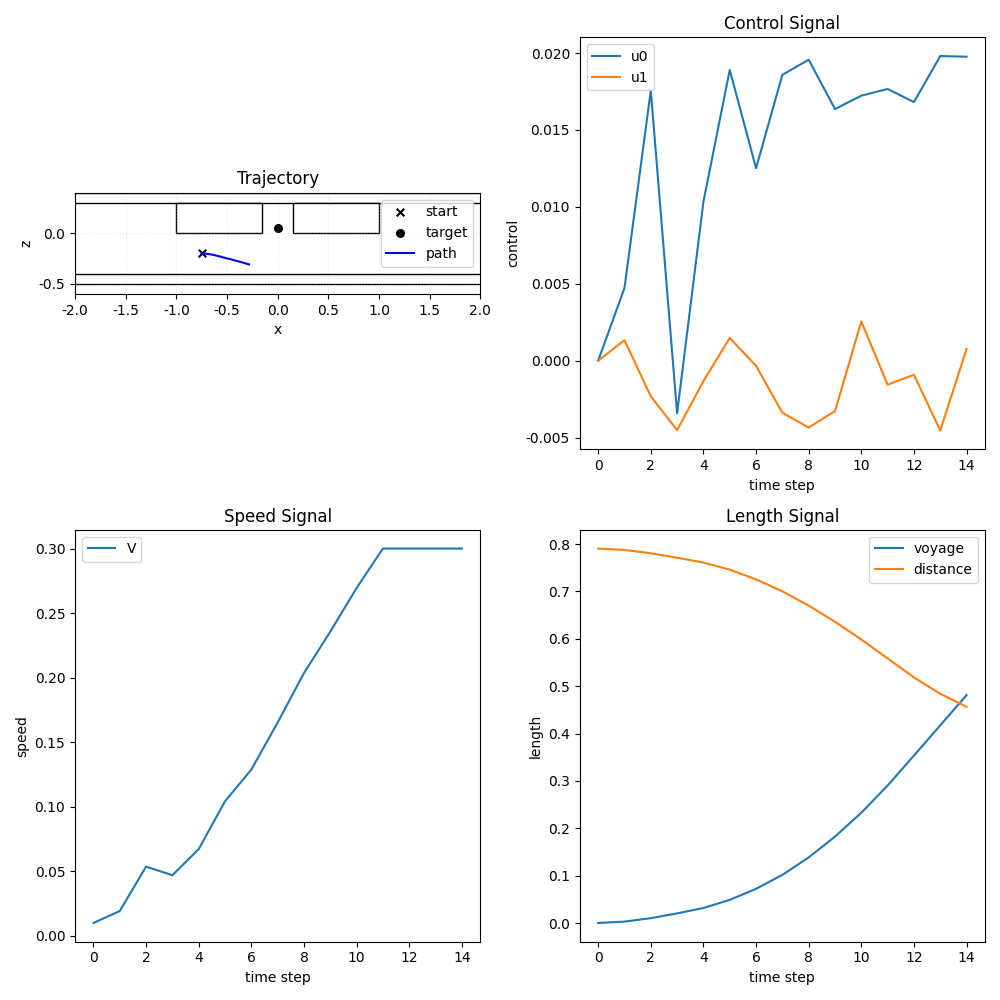 Trajectory
z
0.0
-0.5
start
target
path
-2.0 -1.5 -1.0 -0.5 0.0 0.5 1.0 1.5 2.0
x
Control Signal
control
0.020
0.015
0.010
0.005
0.000
-0.005
u0
u1
0 2 4 6 8 10 12 14
time step
Speed Signal
speed
0.30
0.25
0.20
0.15
0.10
0.05
0.00
V
0 2 4 6 8 10 12 14
time step
Length Signal
length
0.8
0.7
0.6
0.5
0.4
0.3
0.2
0.1
0.0
voyage
distance
0 2 4 6 8 10 12 14
time step